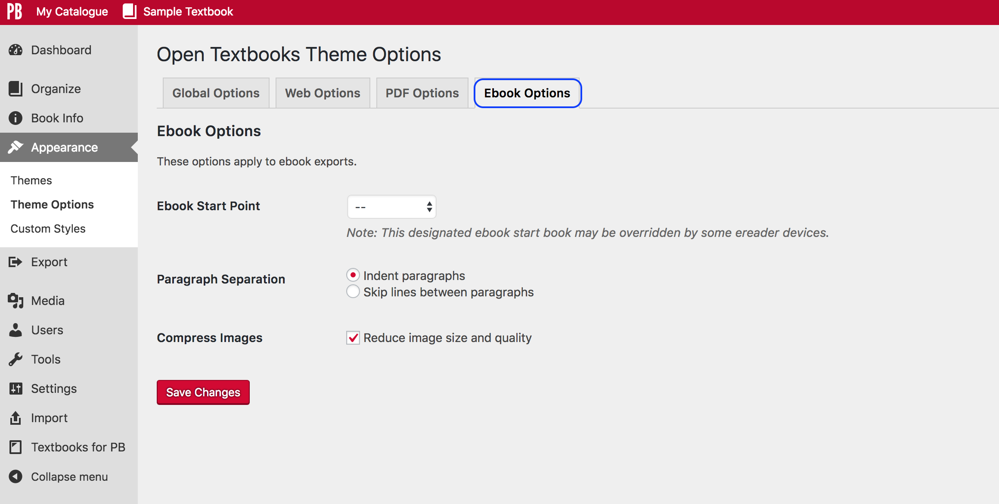 PB My Catalogue Sample Textbook
Dashboard
Organize
Book Info
Appearance
Themes
Theme Options
Custom Styles
Export
Media
Users
Tools
Settings
Import
Textbooks for PB
Collapse menu
Open Textbooks Theme Options
Global Options Web Options PDF Options Ebook Options
Ebook Options
These options apply to ebook exports.
Ebook Start Point --
Note: This designated ebook start book may be overridden by some ereader devices.
Paragraph Separation Indent paragraphs
Skip lines between paragraphs
Compress Images Reduce image size and quality
Save Changes